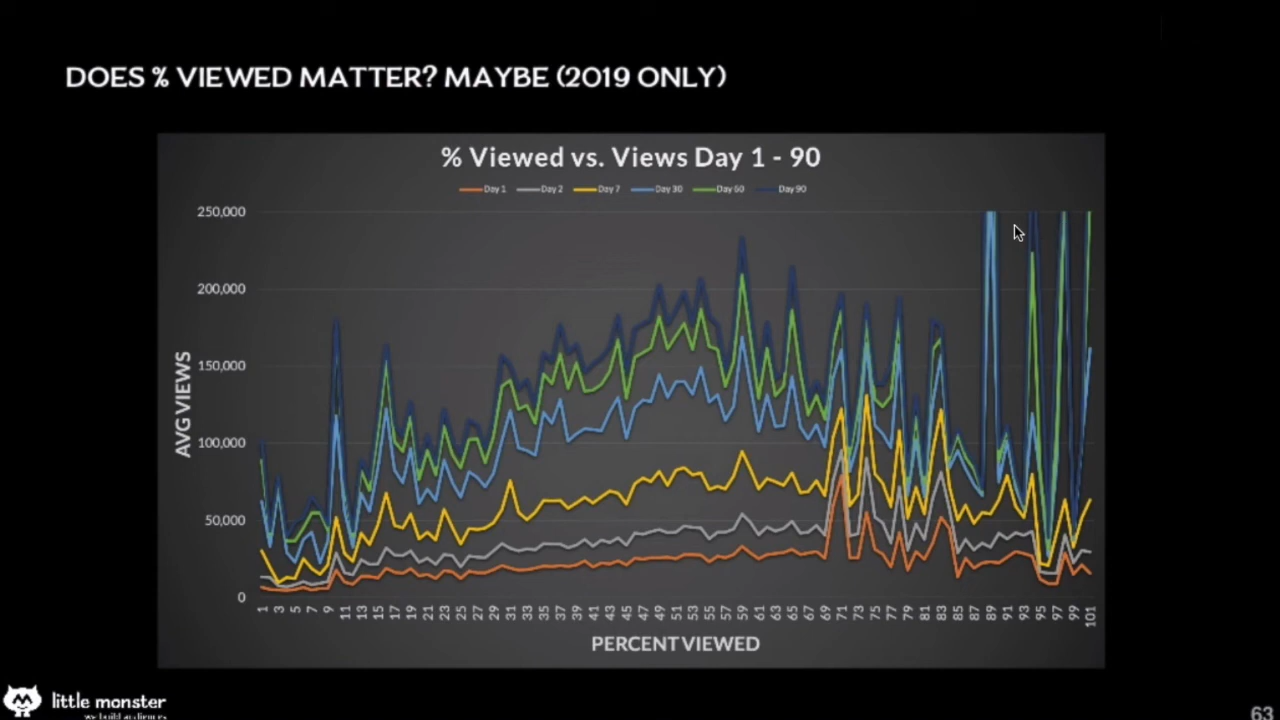 DOES % VIEWED MATTER? MAYBE (2019 ONLY)
% Viewed vs. Views Day 1 - 90
Day 1 Day 2 Day 7 Day 30 Day 60 Day 90
250,000
200,000
150,000
100,000
50,000
0
AVG VIEWS
1 3 5 7 9 11 13 15 17 19 21 23 25 27 29 31 33 35 37 39 41 43 45 47 49 51 53 55 57 59 61 63 65 67 69 71 73 75 77 79 81 83 85 87 89 91 93 95 97 99 101
PERCENT VIEWED
little monster
we build audiences
63